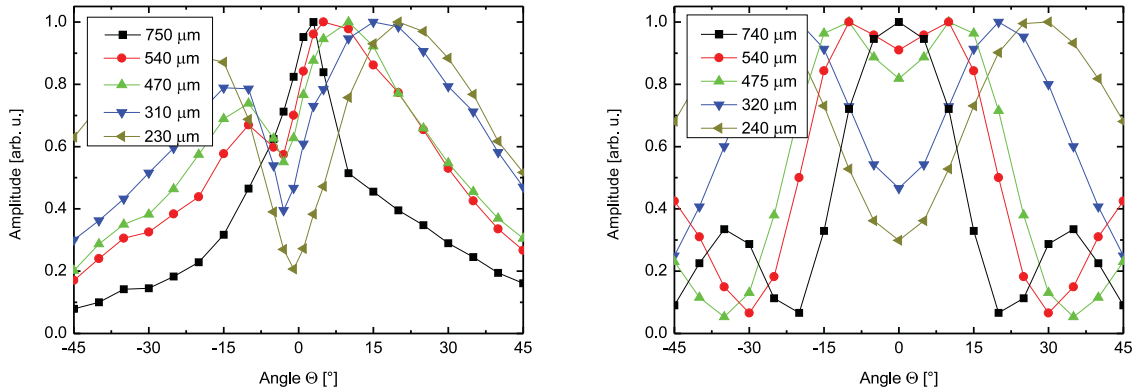 1.0
0.8
0.6
0.4
0.2
0.0
Amplitude [arb. u.]
750 µm
540 µm
470 µm
310 µm
230 µm
-45 -30 -15 0 15 30 45
Angle Θ [°]
1.0
0.8
0.6
0.4
0.2
0.0
Amplitude [arb. u.]
740 µm
540 µm
475 µm
320 µm
240 µm
-45 -30 -15 0 15 30 45
Angle Θ [°]